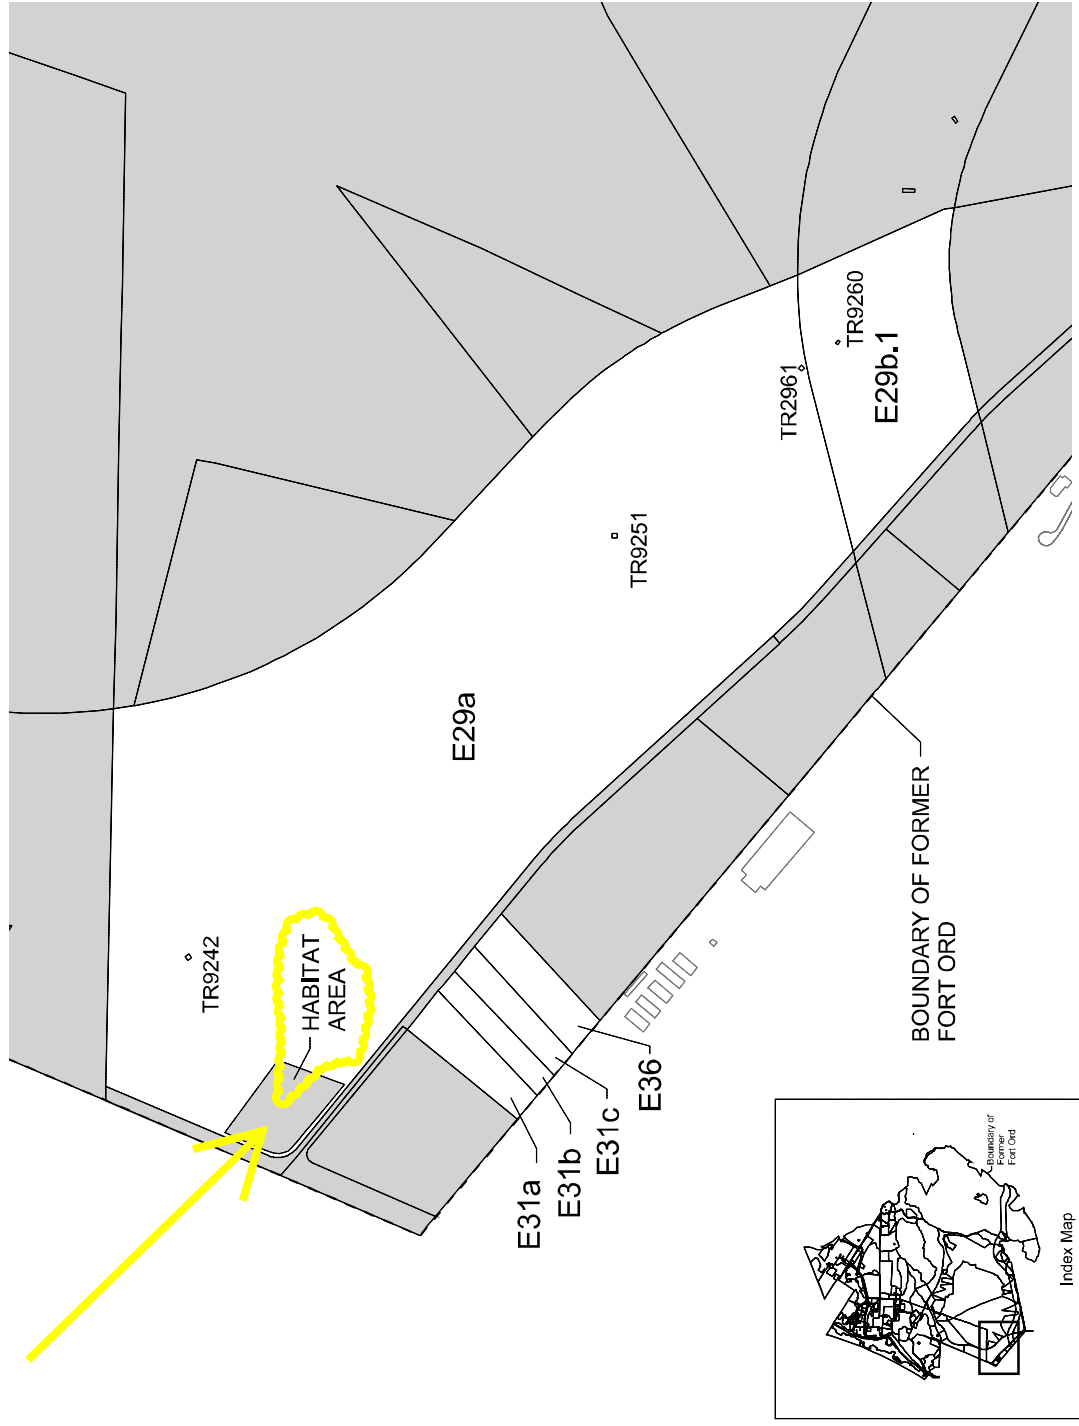 TR9242
HABITAT
AREA
E29a
TR9251
TR2961
TR9260
E29b.1
E31a
E31b
E31c
E36
BOUNDARY OF FORMER
FORT ORD
Boundary of
Former
Fort Ord
Index Map